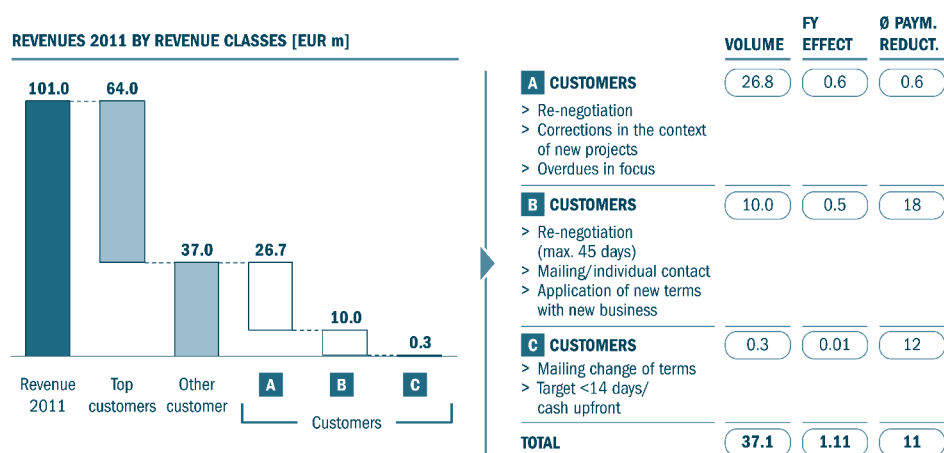 REVENUES 2011 BY REVENUE CLASSES [EUR m]
101.0
64.0
37.0
26.7
10.0
0.3
Revenue
2011
Top
customers
Other
customer
A
B
C
Customers
VOLUME
FY
EFFECT
Ø PAYM.
REDUCT.
A CUSTOMERS 26.8 0.6 0.6
> Re-negotiation
> Corrections in the context
of new projects
> Overdues in focus
B CUSTOMERS 10.0 0.5 18
> Re-negotiation
(max. 45 days)
> Mailing/individual contact
> Application of new terms
with new business
C CUSTOMERS 0.3 0.01 12
> Mailing change of terms
> Target <14 days/
cash upfront
TOTAL 37.1 1.11 11